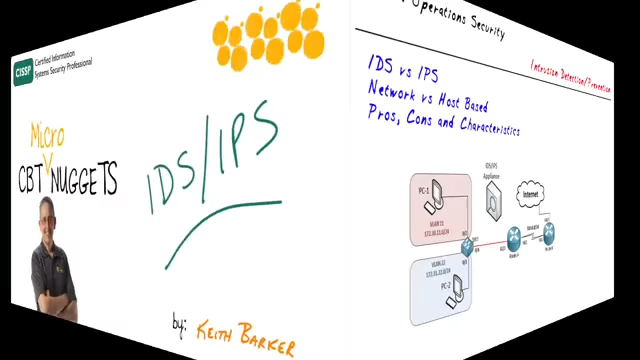 CISSP
Certified Information
Systems Security Professional
Micro
CBT NUGGETS
IDS/IPS
by: KEITH BARKER
Operations Security
Intrusion Detection/Prevention
IDS vs IPS
Network vs Host Based
Pros, Cons and Characteristics
IDS/IPS
Appliance
PC-1
Internet
VLAN 11
VLAN 22
PC-2